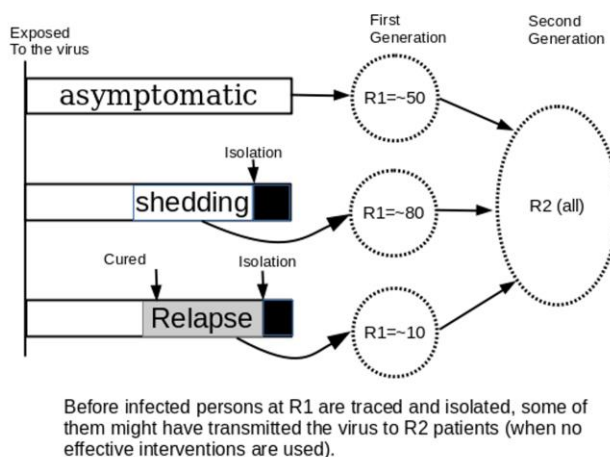 Exposed
To the virus
First
Generation
Second
Generation
asymptomatic
R1=~50
Isolation
shedding
R1=~80
R2 (all)
Cured
Isolation
Relapse
R1=~10
Before infected persons at R1 are traced and isolated, some of
them might have transmitted the virus to R2 patients (when no
effective interventions are used).